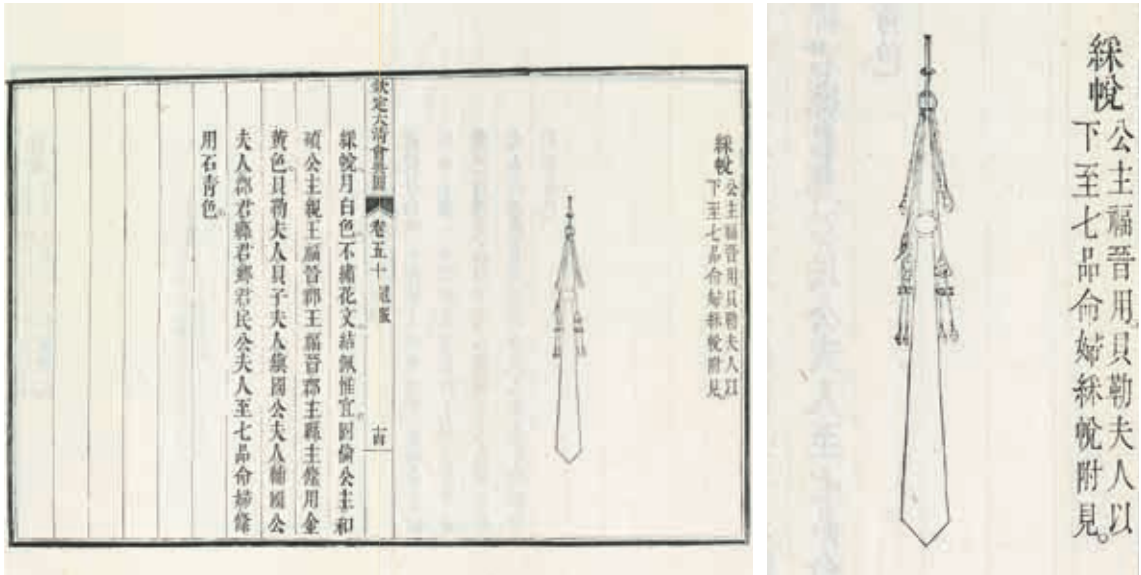 綵帨
公主福晉用貝勒夫人以
下至七品命婦綵帨附見
欽定大清會典圖 卷五十 冠服 十四
綵帨月白色不繡花文結佩惟宜固倫公主和
碩公主親王福晉郡王福晉郡主縣主絛用金
黃色貝勒夫人貝子夫人鎮國公夫人輔國公
夫人郡君縣君鄉君民公夫人至七品命婦絛
用石青色
綵帨
公主福晉用。貝勒夫人以
下至七品命婦綵帨附見。